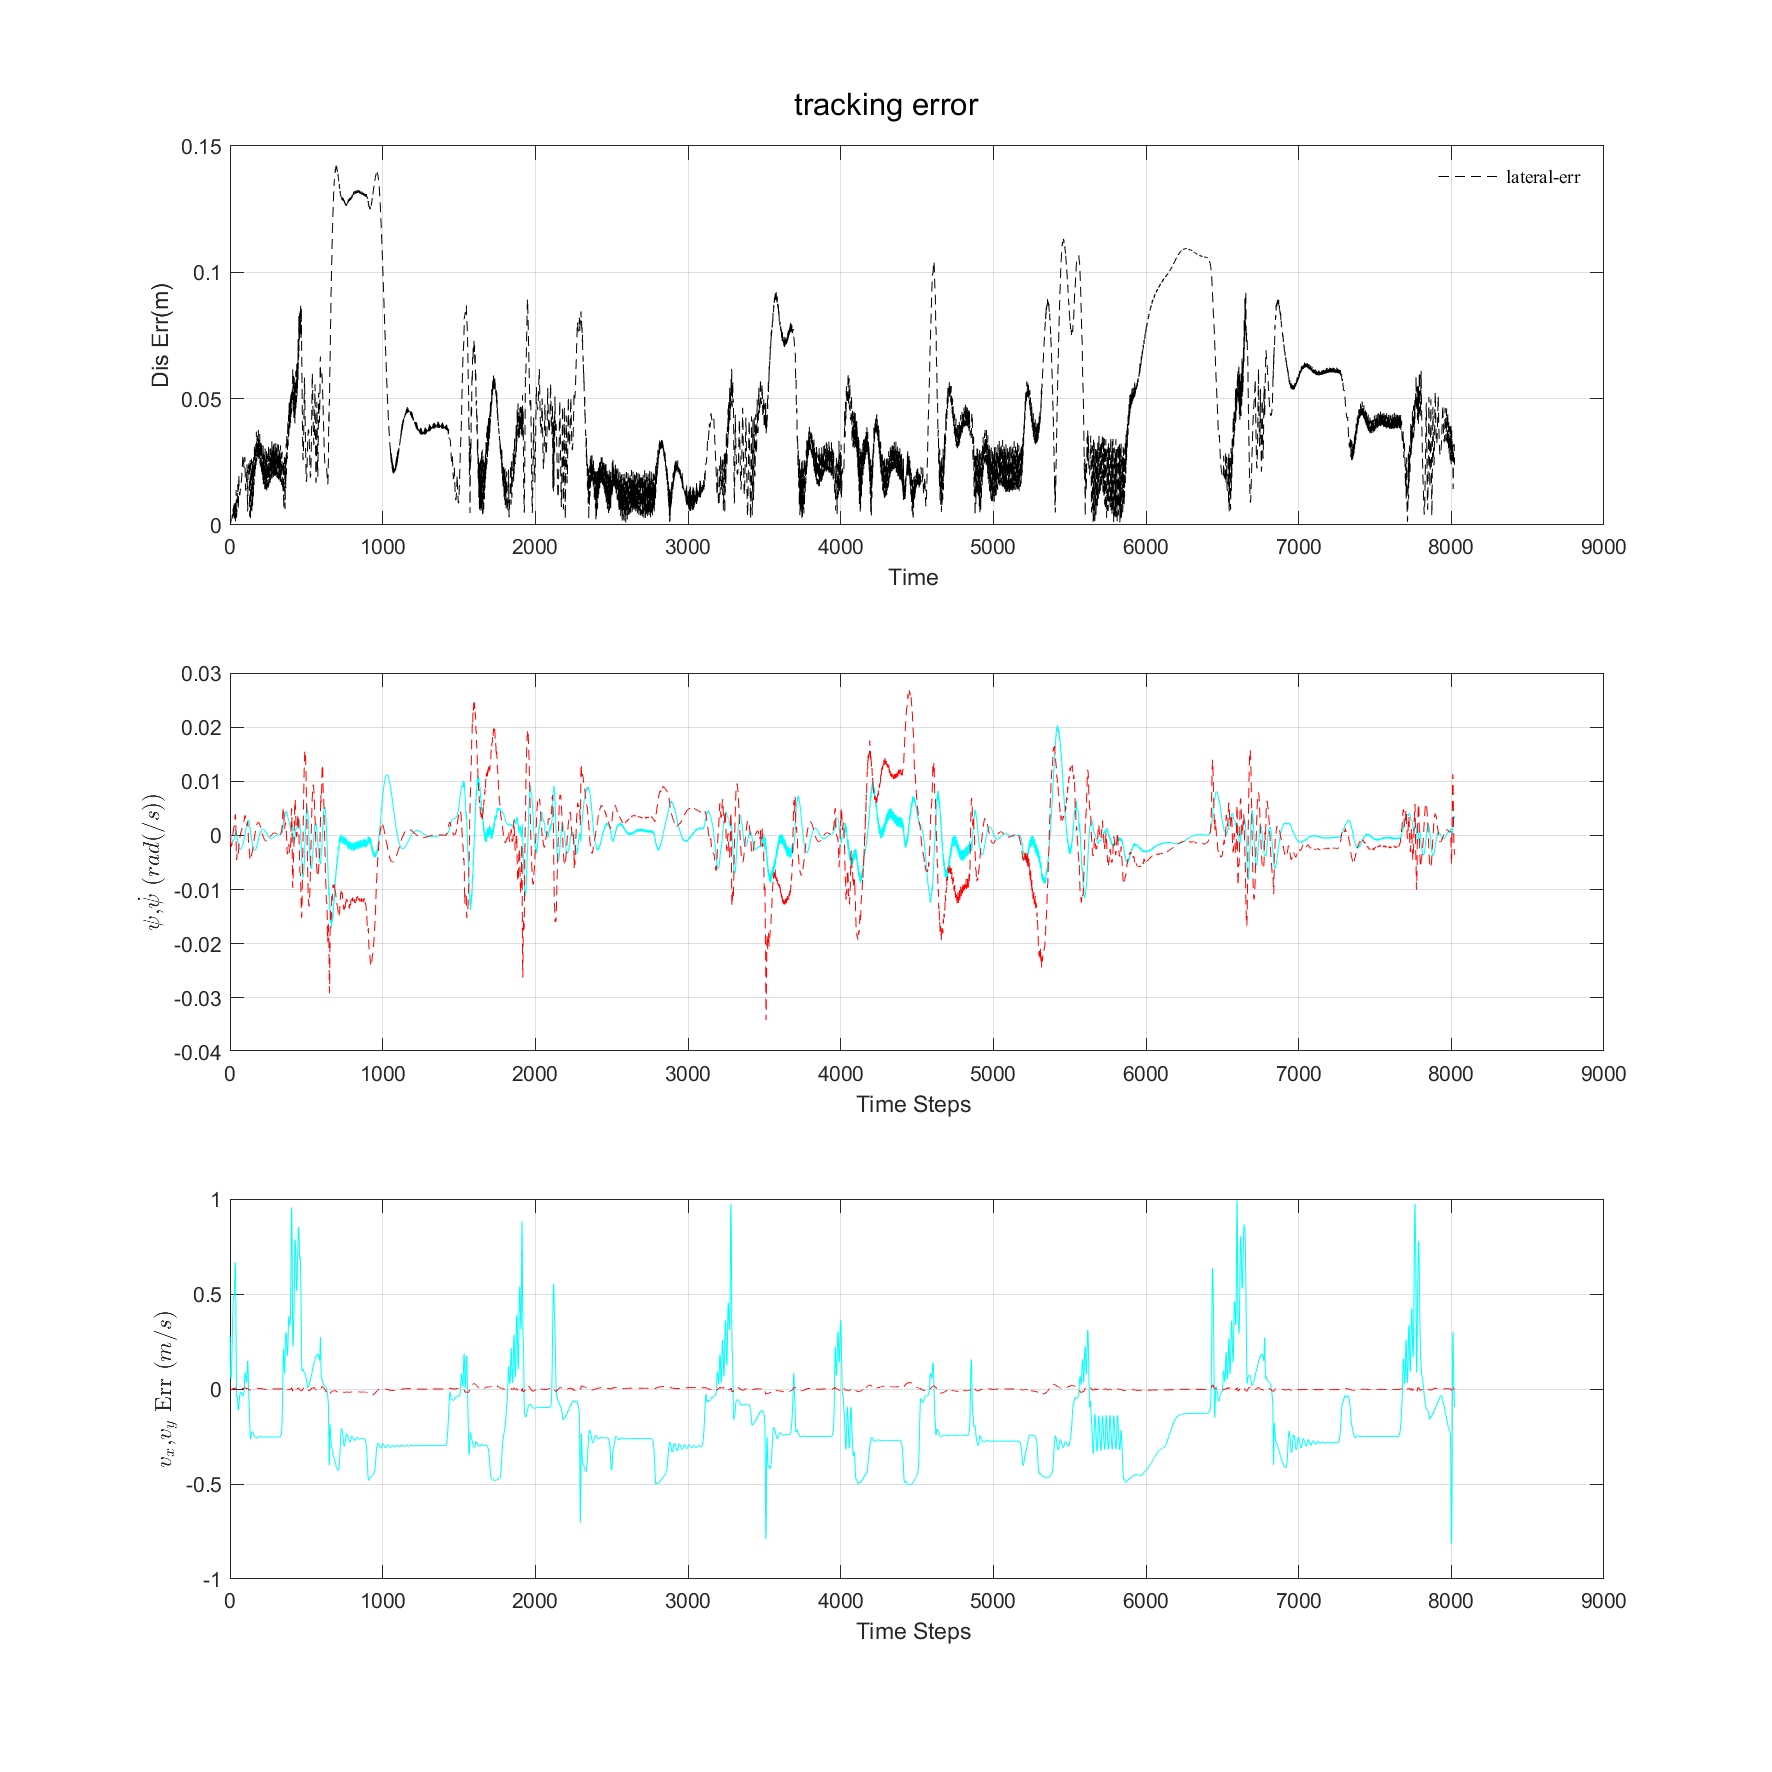 tracking error
0.15
0.1
0.05
0
Dis Err(m)
lateral-err
0 1000 2000 3000 4000 5000 6000 7000 8000 9000
Time
0.03
0.02
0.01
0
-0.01
-0.02
-0.03
-0.04
ψ,ψ̇ (rad(/s))
0 1000 2000 3000 4000 5000 6000 7000 8000 9000
Time Steps
1
0.5
0
-0.5
-1
vₓ,v_y Err (m/s)
0 1000 2000 3000 4000 5000 6000 7000 8000 9000
Time Steps